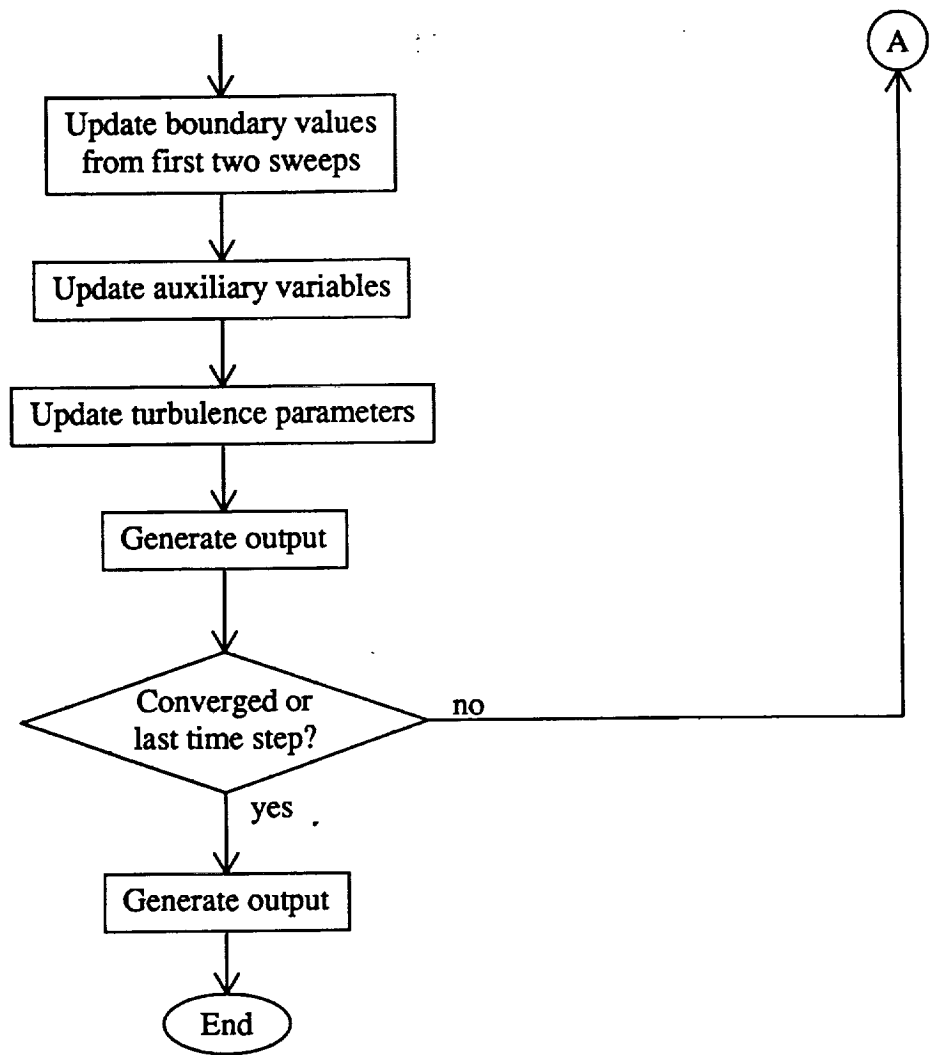 A
Update boundary values
from first two sweeps
Update auxiliary variables
Update turbulence parameters
Generate output
Converged or
last time step?
no
yes
Generate output
End